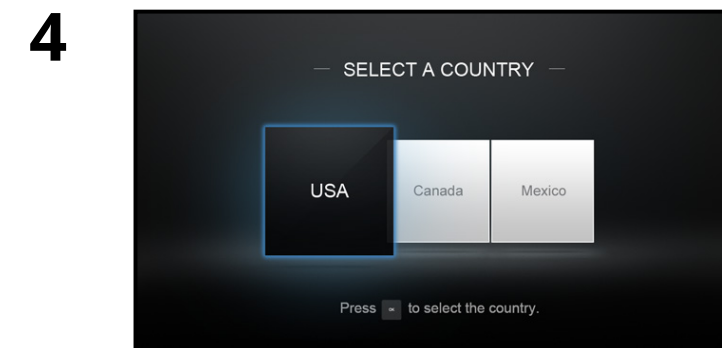 4
SELECT A COUNTRY
USA
Canada
Mexico
Press to select the country.